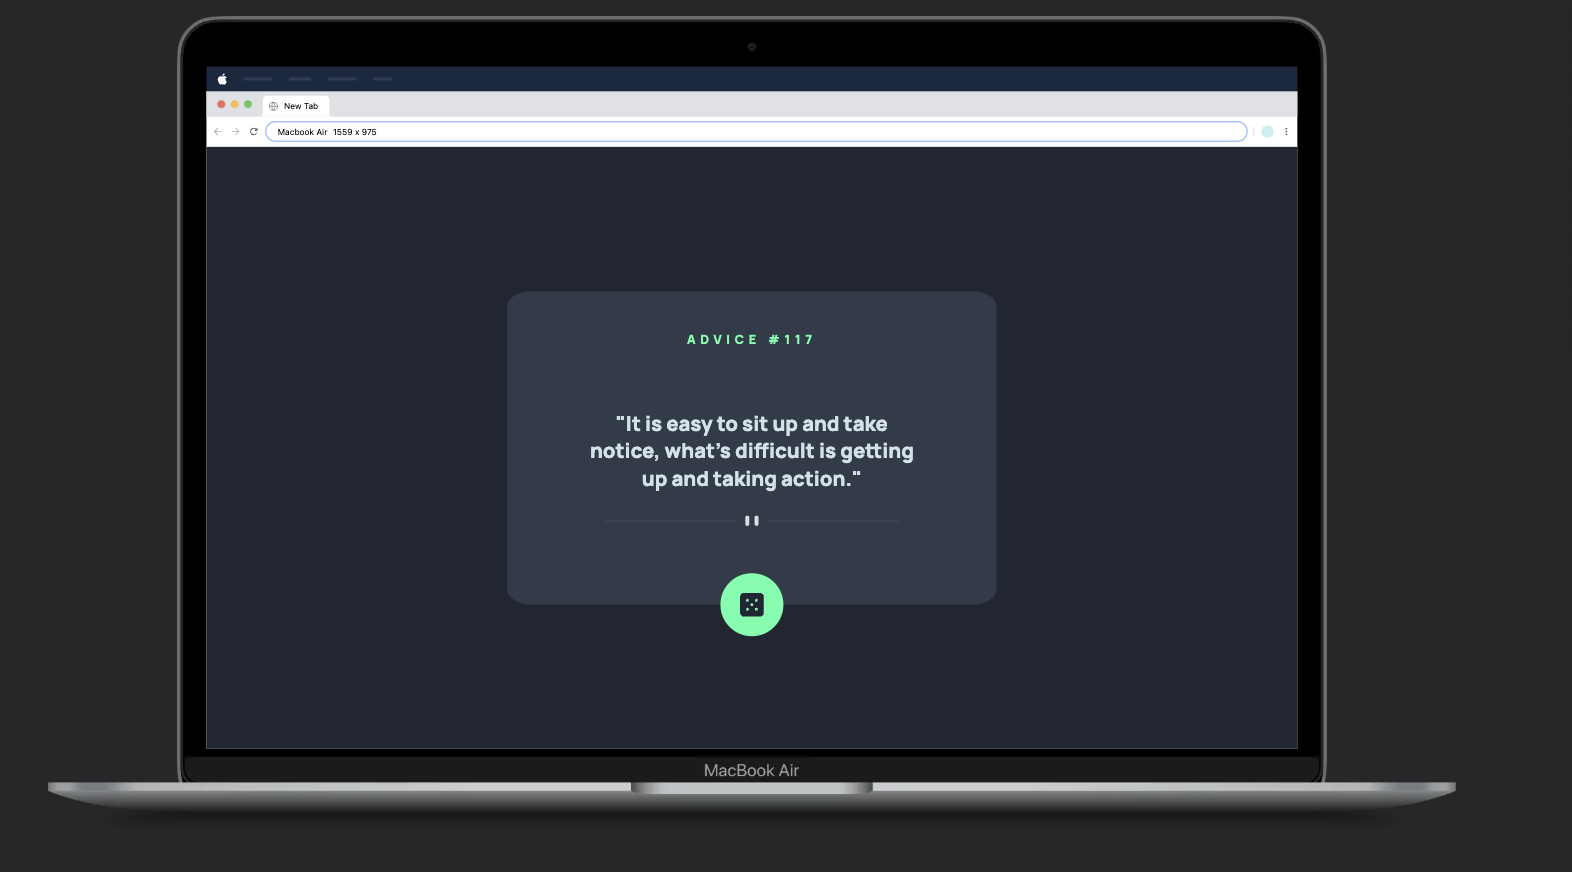 New Tab
Macbook Air 1559 x 975
ADVICE #117
"It is easy to sit up and take
notice, what's difficult is getting
up and taking action."
MacBook Air